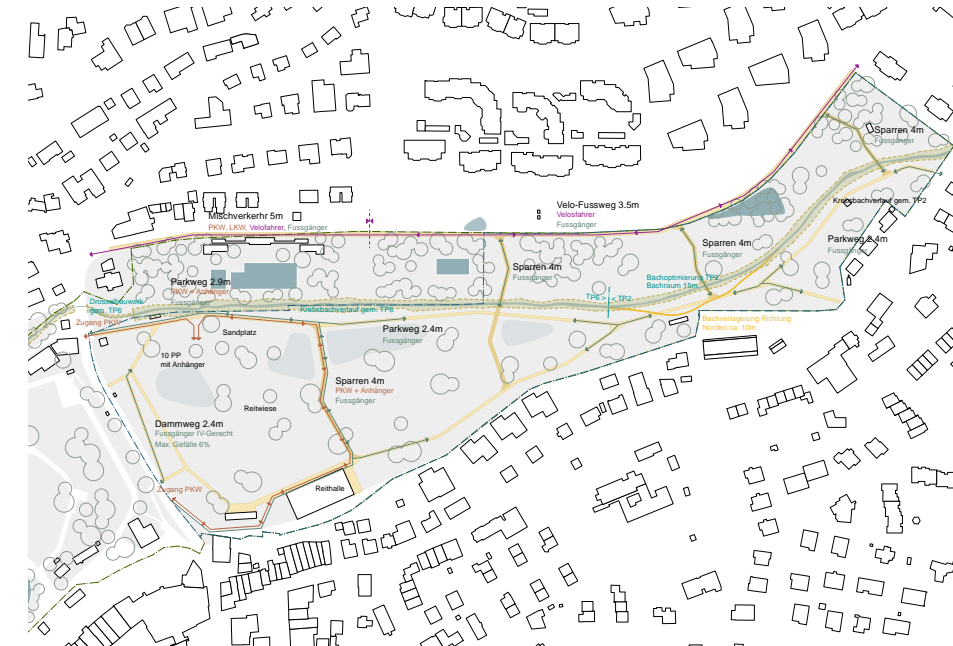 Sparren 4m
Fussgänger
Krebsbachverlauf gem. TP2
Velo-Fussweg 3.5m
Velosfahrer
Fussgänger
Mischverkerhr 5m
PKW, LKW, Velofahrer, Fussgänger
Parkweg 2.4m
Fussgänger
Sparren 4m
Fussgänger
Sparren 4m
Fussgänger
Bachoptimierung TP2
Bachraum 15m
Parkweg 2.9m
PKW + Anhänger
Fussgänger
TP6 > | < TP2
Drosselbauwerk
gem. TP6
Krebsbachverlauf gem. TP6
Zugang PKW
Bachverlagerung Richtung
Norden ca. 10m
Sandplatz
Parkweg 2.4m
Fussgänger
10 PP
mit Anhänger
Sparren 4m
PKW + Anhänger
Fussgänger
Reitwiese
Dammweg 2.4m
Fussgänger IV-Gerecht
Max. Gefälle 6%
Zugang PKW
Reithalle